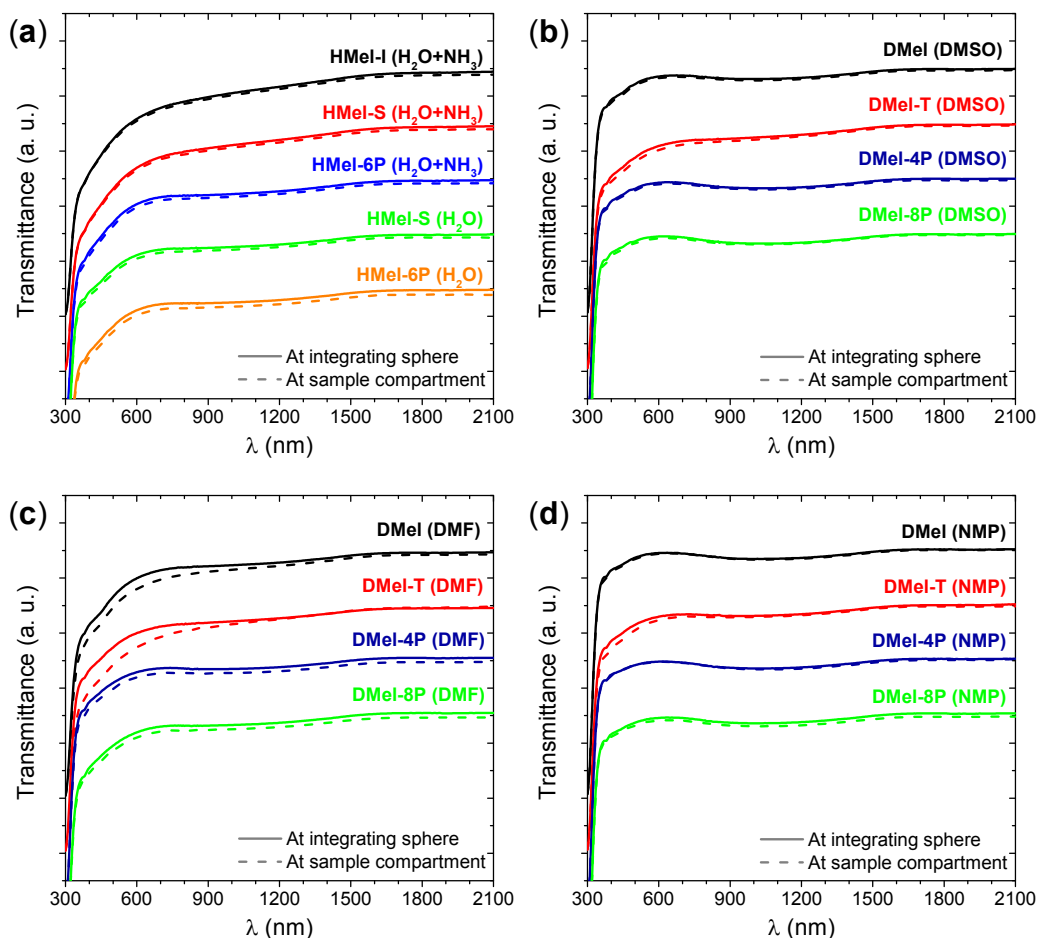 (a)
Transmittance (a. u.)
HMel-I (H₂O+NH₃)
HMel-S (H₂O+NH₃)
HMel-6P (H₂O+NH₃)
HMel-S (H₂O)
HMel-6P (H₂O)
At integrating sphere
At sample compartment
300 600 900 1200 1500 1800 2100
λ (nm)
(b)
Transmittance (a. u.)
DMel (DMSO)
DMel-T (DMSO)
DMel-4P (DMSO)
DMel-8P (DMSO)
At integrating sphere
At sample compartment
300 600 900 1200 1500 1800 2100
λ (nm)
(c)
Transmittance (a. u.)
DMel (DMF)
DMel-T (DMF)
DMel-4P (DMF)
DMel-8P (DMF)
At integrating sphere
At sample compartment
300 600 900 1200 1500 1800 2100
λ (nm)
(d)
Transmittance (a. u.)
DMel (NMP)
DMel-T (NMP)
DMel-4P (NMP)
DMel-8P (NMP)
At integrating sphere
At sample compartment
300 600 900 1200 1500 1800 2100
λ (nm)